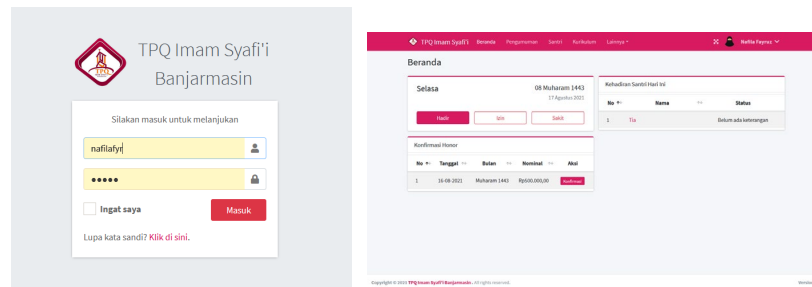 TPQ Imam Syafi'i
Banjarmasin
Silakan masuk untuk melanjukan
nafilafyr
•••••
Ingat saya
Masuk
Lupa kata sandi? Klik di sini.
TPQ Imam Syafi'i Beranda Pengumuman Santri Kurikulum Lainnya
Nafila Fayruz
Beranda
Selasa
08 Muharam 1443
17 Agustus 2021
Hadir Izin Sakit
Konfirmasi Honor
No Tanggal Bulan Nominal Aksi
1 16-08-2021 Muharam 1443 Rp500.000,00 Konfirmasi
Kehadiran Santri Hari Ini
No Nama Status
1 Tia Belum ada keterangan
Copyright © 2021 TPQ Imam Syafi'i Banjarmasin. All rights reserved.